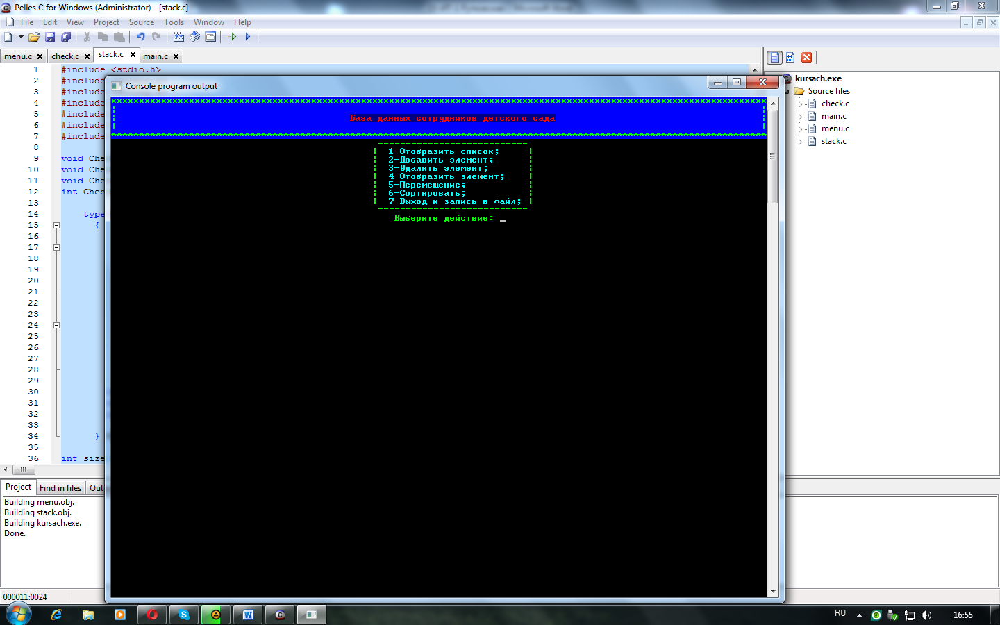 Pelles C for Windows (Administrator) - [stack.c]
File Edit View Project Source Tools Window Help
menu.c check.c stack.c main.c
1 #include <stdio.h>
2 #include
3 #include
4 #include
5 #include
6 #include
7 #include
8
9 void Che
10 void Che
11 void Che
12 int Chec
13
14 type
15 {
16
17
18
19
20
21
22
23
24
25
26
27
28
29
30
31
32
33
34 }
35
36 int size
Console program output
База данных сотрудников детского сада
1-Отобразить список;
2-Добавить элемент;
3-Удалить элемент;
4-Отобразить элемент;
5-Перемещение;
6-Сортировать;
7-Выход и запись в файл;
Выберите действие: _
kursach.exe
Source files
check.c
main.c
menu.c
stack.c
Project Find in files Out
Building menu.obj.
Building stack.obj.
Building kursach.exe.
Done.
000011:0024
RU 16:55